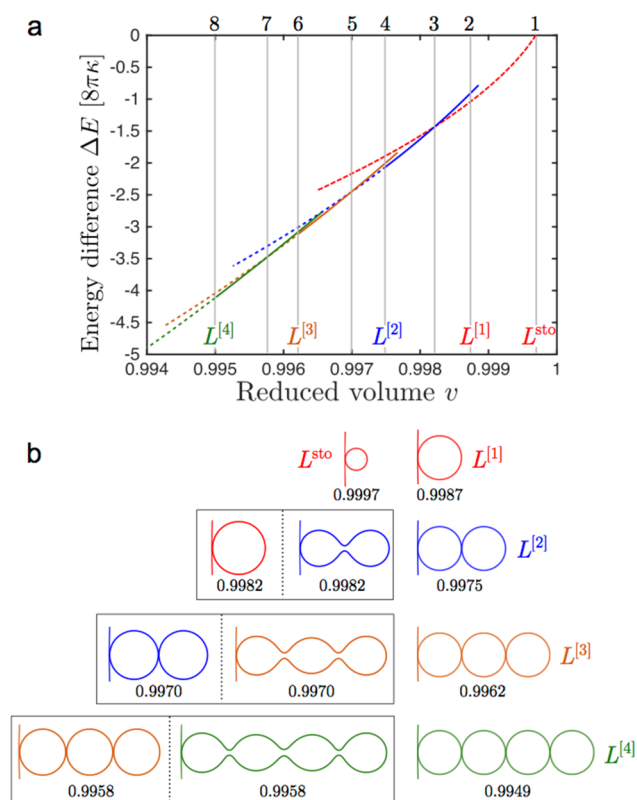 a
8 7 6 5 4 3 2 1
Energy difference ΔE [8πκ]
0
-0.5
-1
-1.5
-2
-2.5
-3
-3.5
-4
-4.5
-5
L[4] L[3] L[2] L[1] Lsto
0.994 0.995 0.996 0.997 0.998 0.999 1
Reduced volume v
b
Lsto L[1]
0.9997 0.9987
L[2]
0.9982 0.9982 0.9975
L[3]
0.9970 0.9970 0.9962
L[4]
0.9958 0.9958 0.9949